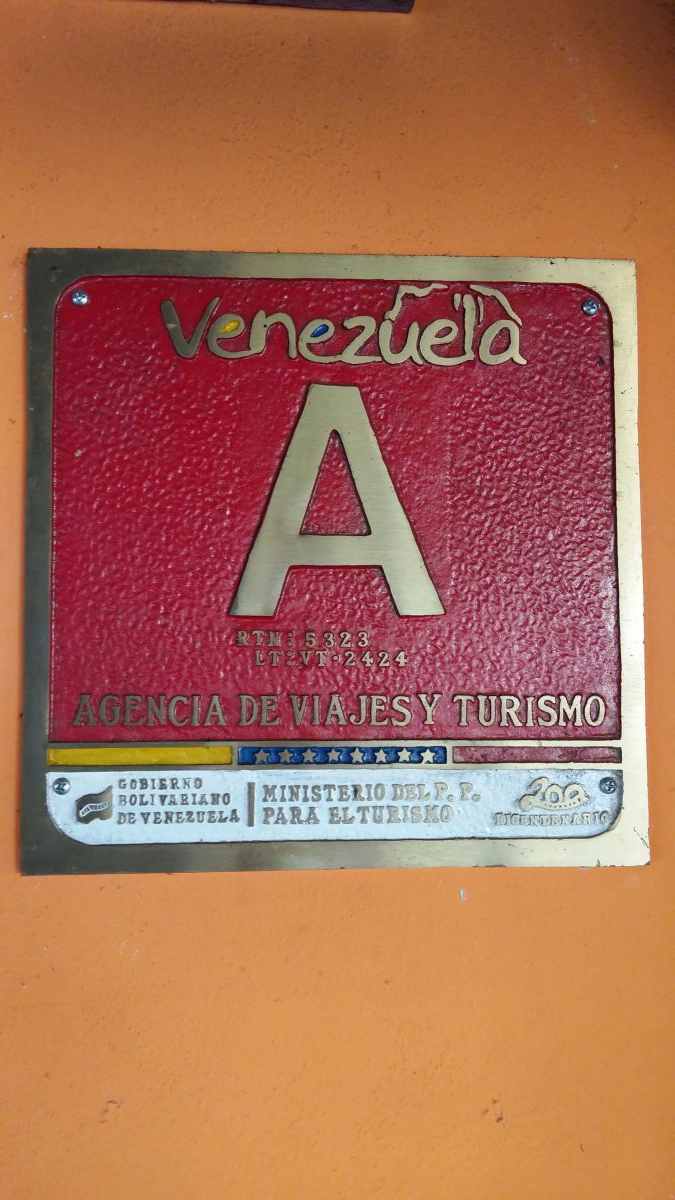 Venezuela
A
RTN: 5323
LT:VT-2424
AGENCIA DE VIAJES Y TURISMO
GOBIERNO
BOLIVARIANO
DE VENEZUELA
MINISTERIO DEL P. P.
PARA EL TURISMO
200
BICENTENARIO